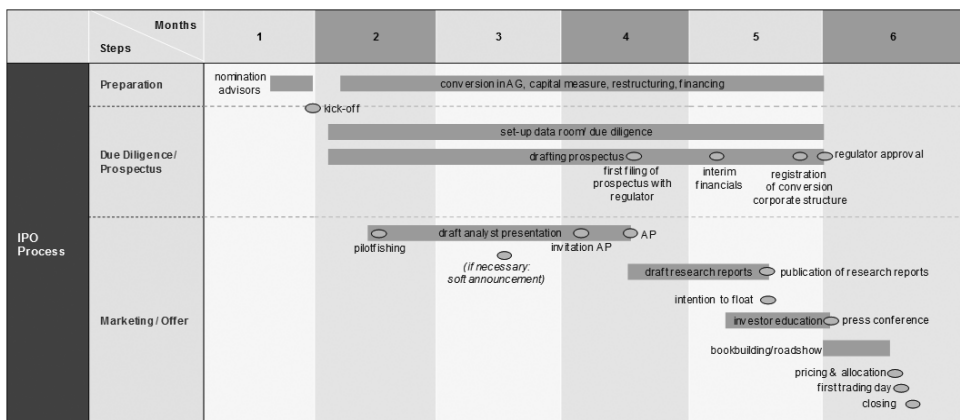 Months
Steps
1
2
3
4
5
6
IPO
Process
Preparation
nomination
advisors
conversion in AG, capital measure, restructuring, financing
kick-off
Due Diligence/
Prospectus
set-up data room/ due diligence
drafting prospectus
regulator approval
first filing of
prospectus with
regulator
interim
financials
registration
of conversion
corporate structure
Marketing / Offer
draft analyst presentation
AP
pilotfishing
invitation AP
(if necessary:
soft announcement)
draft research reports
publication of research reports
intention to float
investor education
press conference
bookbuilding/roadshow
pricing & allocation
first trading day
closing